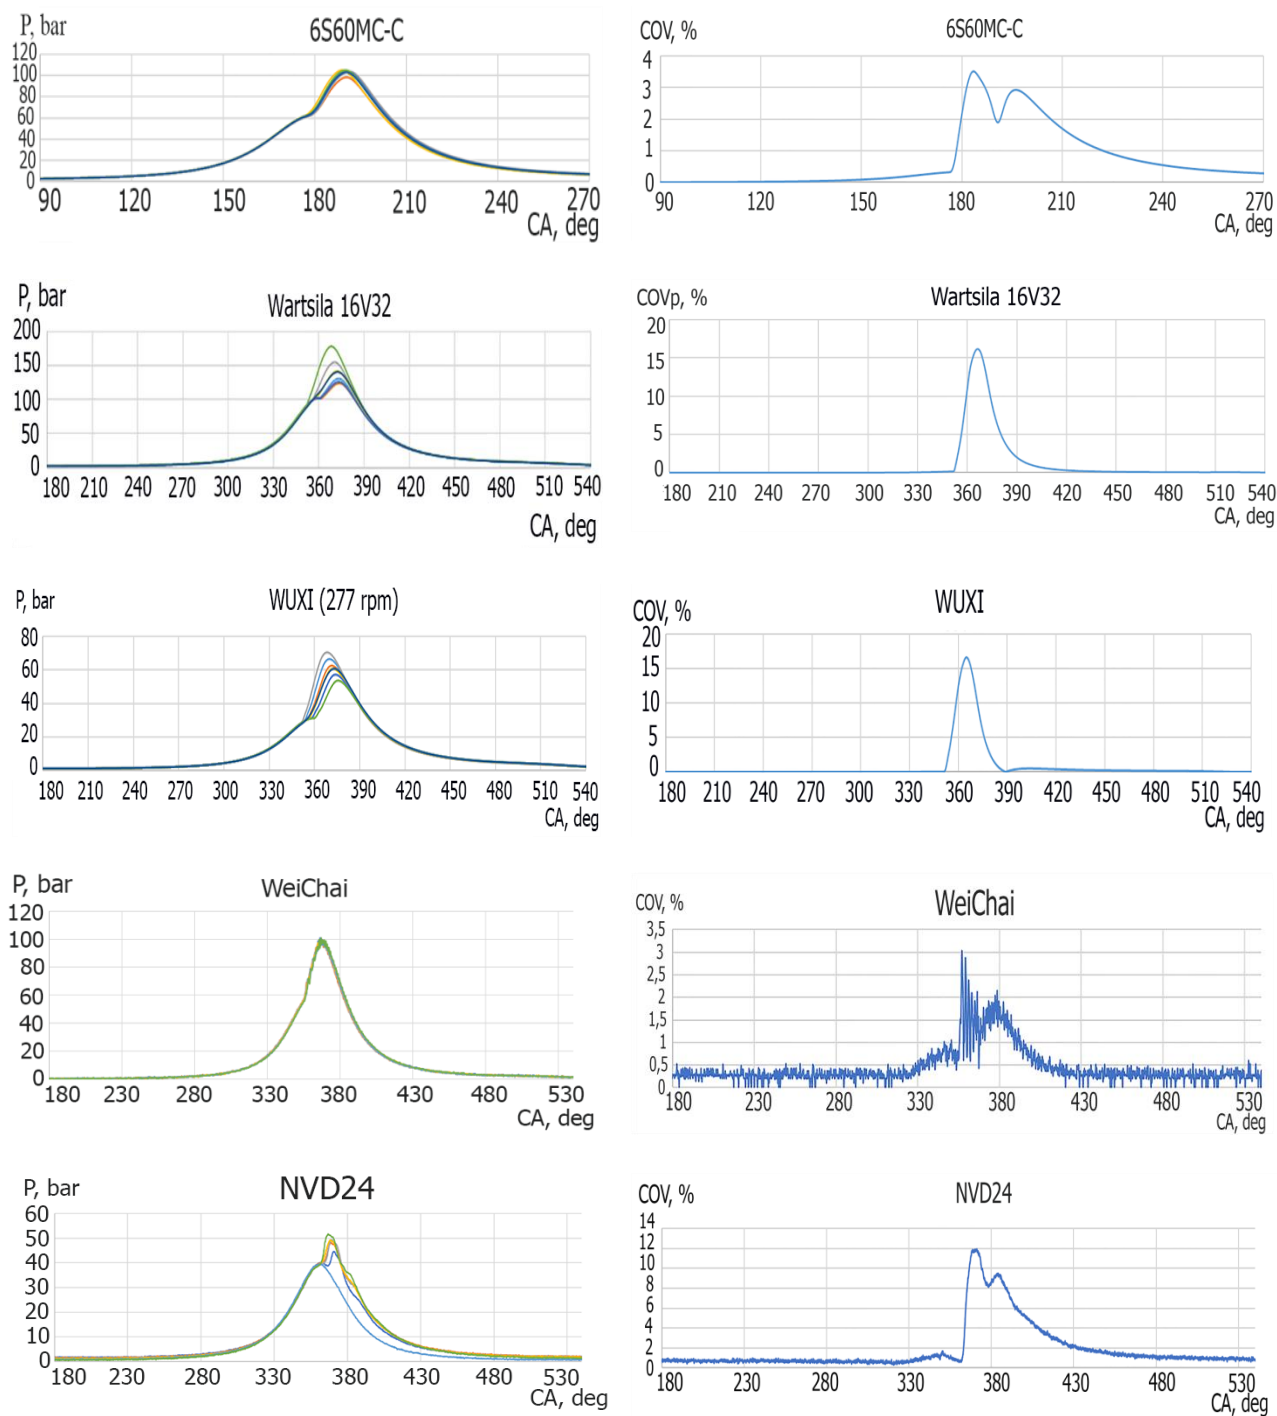 P, bar
6S60MC-C
120
100
80
60
40
20
0
90 120 150 180 210 240 270
CA, deg
COV, %
6S60MC-C
4
3
2
1
0
90 120 150 180 210 240 270
CA, deg
P, bar
Wartsila 16V32
200
150
100
50
0
180 210 240 270 300 330 360 390 420 450 480 510 540
CA, deg
COVp, %
Wartsila 16V32
20
15
10
5
0
180 210 240 270 300 330 360 390 420 450 480 510 540
CA, deg
P, bar
WUXI (277 rpm)
80
60
40
20
0
180 210 240 270 300 330 360 390 420 450 480 510 540
CA, deg
COV, %
WUXI
20
15
10
5
0
180 210 240 270 300 330 360 390 420 450 480 510 540
CA, deg
P, bar
WeiChai
120
100
80
60
40
20
0
180 230 280 330 380 430 480 530
CA, deg
COV, %
WeiChai
3,5
3
2,5
2
1,5
1
0,5
0
180 230 280 330 380 430 480 530
CA, deg
P, bar
NVD24
60
50
40
30
20
10
0
180 230 280 330 380 430 480 530
CA, deg
COV, %
NVD24
14
12
10
8
6
4
2
0
180 230 280 330 380 430 480 530
CA, deg